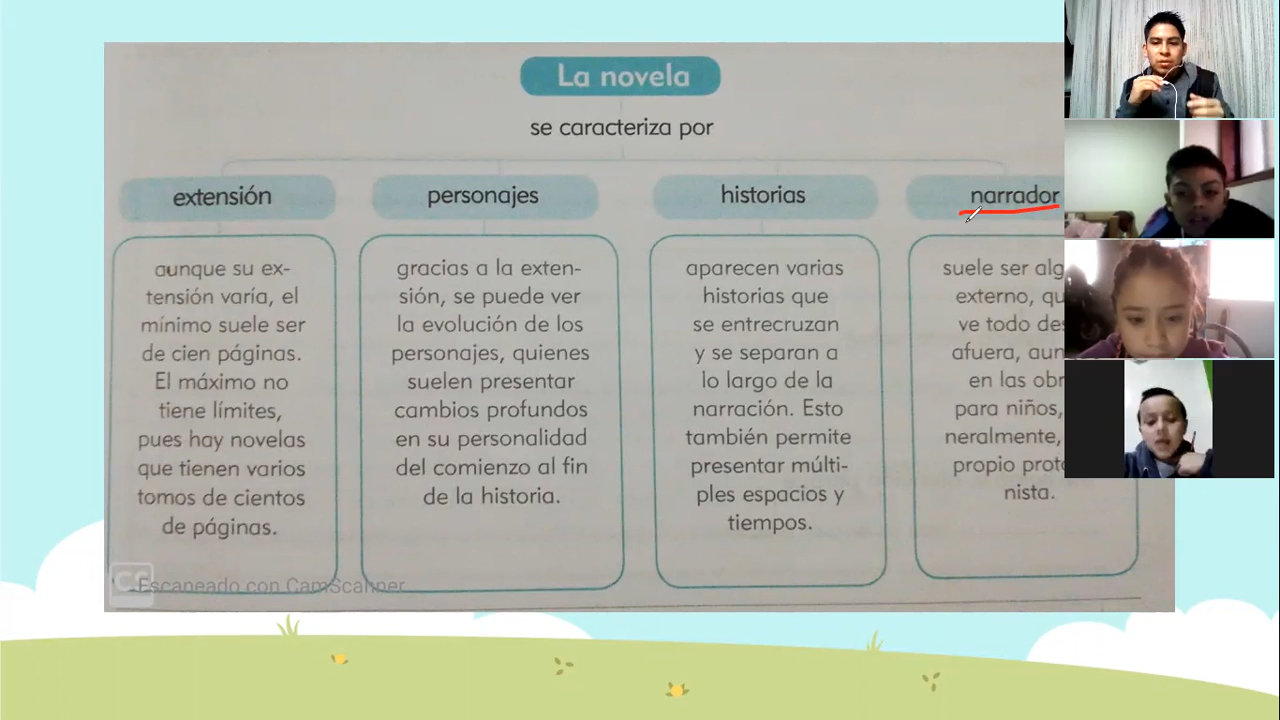 La novela
se caracteriza por
extensión
aunque su ex-
tensión varía, el
mínimo suele ser
de cien páginas.
El máximo no
tiene límites,
pues hay novelas
que tienen varios
tomos de cientos
de páginas.
personajes
gracias a la exten-
sión, se puede ver
la evolución de los
personajes, quienes
suelen presentar
cambios profundos
en su personalidad
del comienzo al fin
de la historia.
historias
aparecen varias
historias que
se entrecruzan
y se separan a
lo largo de la
narración. Esto
también permite
presentar múlti-
ples espacios y
tiempos.
narrador
suele ser
externo,
ve todo
afuera,
en las
para niños,
neralmente,
propio
nista.
CS
Escaneado con CamScanner